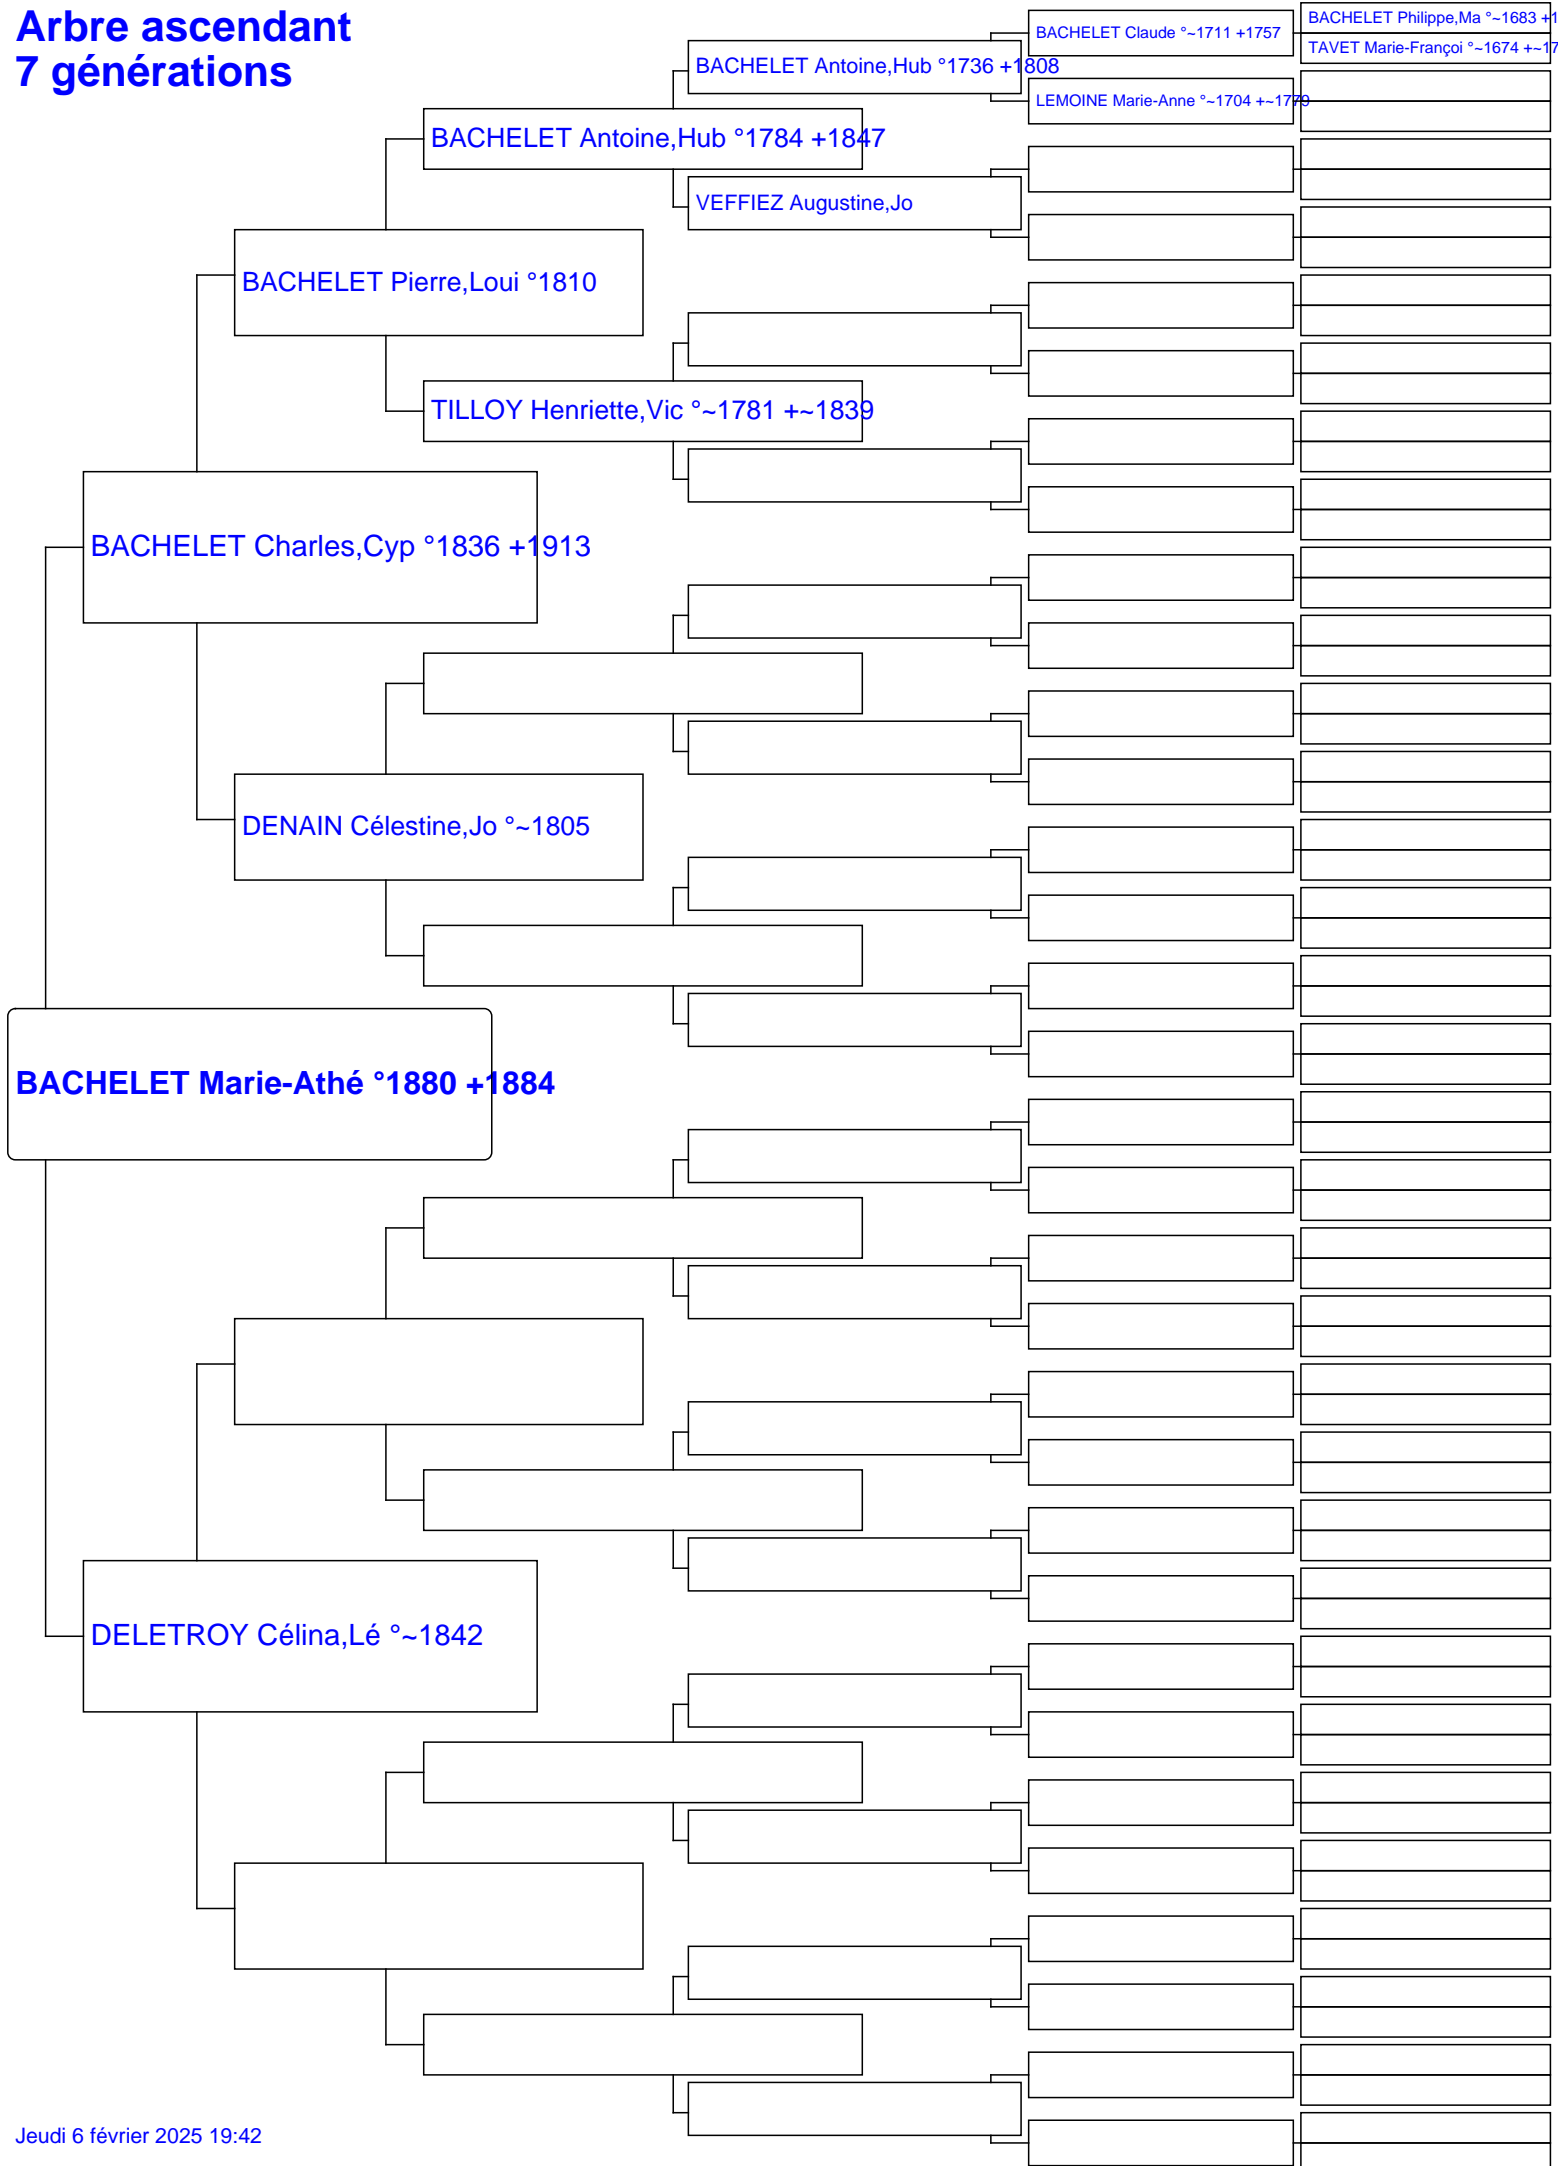 Arbre ascendant
7 générations
BACHELET Philippe,Ma °~1683 +1
BACHELET Claude °~1711 +1757
TAVET Marie-Françoi °~1674 +~17
BACHELET Antoine,Hub °1736 +1808
LEMOINE Marie-Anne °~1704 +~1779
BACHELET Antoine,Hub °1784 +1847
VEFFIEZ Augustine,Jo
BACHELET Pierre,Loui °1810
TILLOY Henriette,Vic °~1781 +~1839
BACHELET Charles,Cyp °1836 +1913
DENAIN Célestine,Jo °~1805
BACHELET Marie-Athé °1880 +1884
DELETROY Célina,Lé °~1842
Jeudi 6 février 2025 19:42